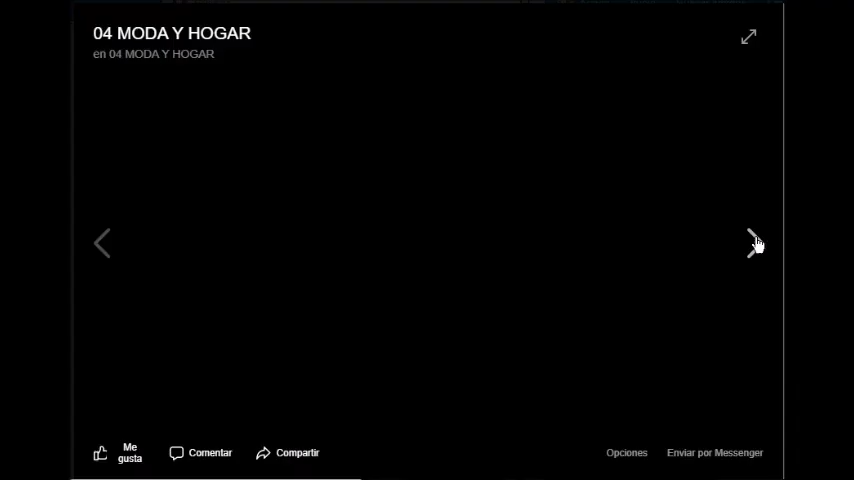 04 MODA Y HOGAR
en 04 MODA Y HOGAR
Me
gusta
Comentar
Compartir
Opciones
Enviar por Messenger